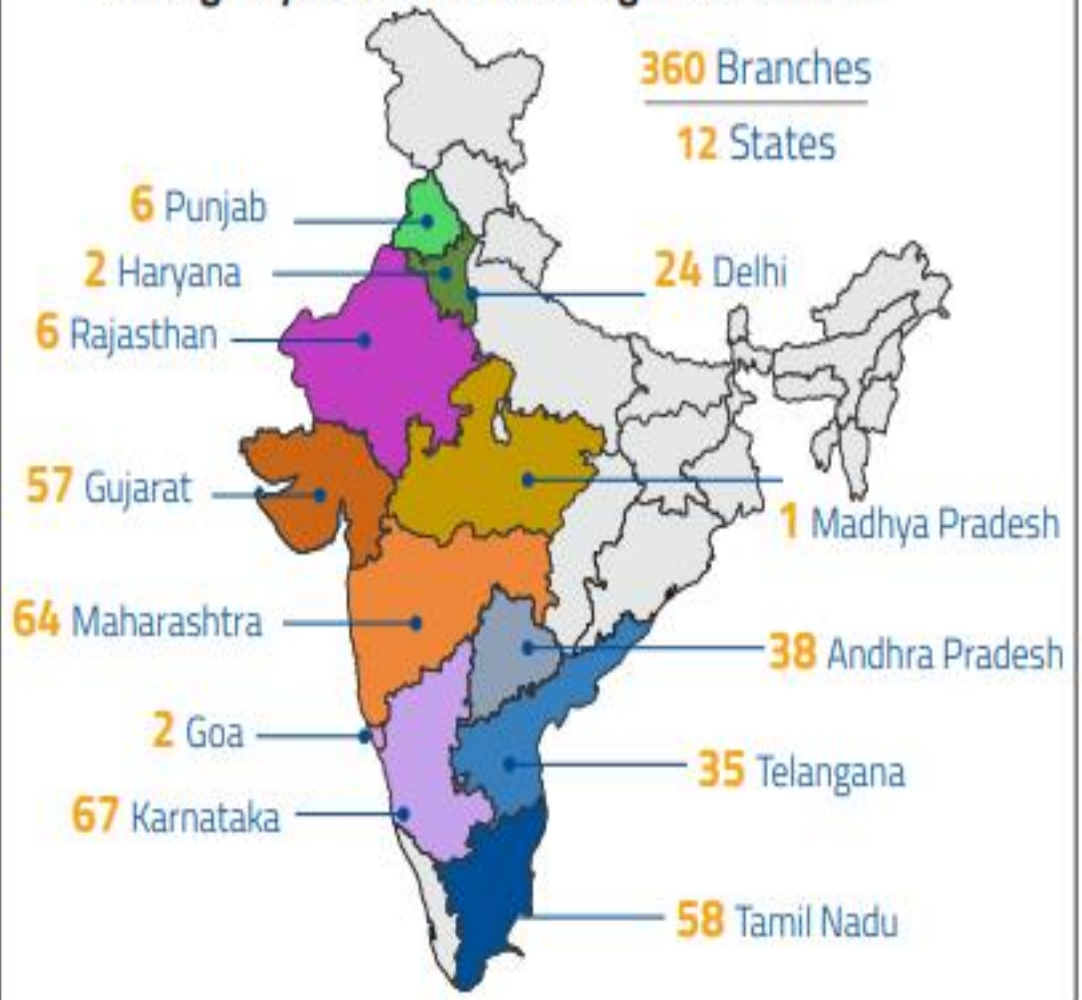 360 Branches
12 States
6 Punjab
2 Haryana
24 Delhi
6 Rajasthan
57 Gujarat
1 Madhya Pradesh
64 Maharashtra
38 Andhra Pradesh
2 Goa
35 Telangana
67 Karnataka
58 Tamil Nadu